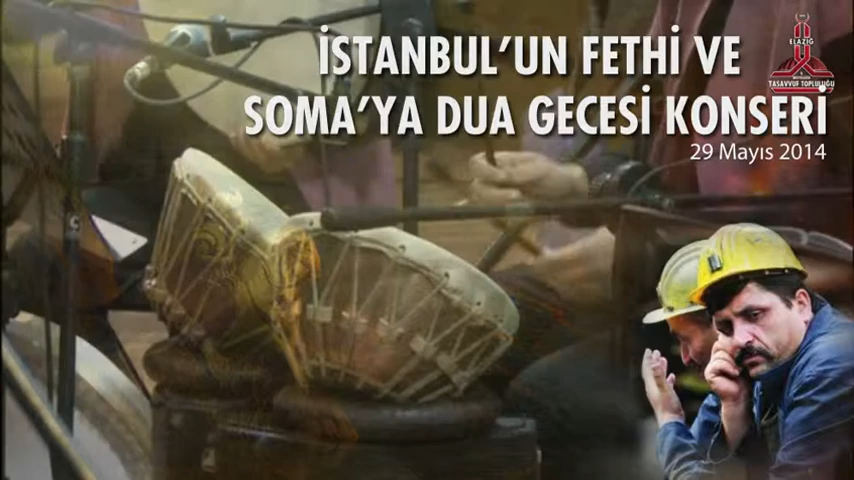 İSTANBUL'UN FETHİ VE
SOMA'YA DUA GECESİ KONSERİ
29 Mayıs 2014
ELAZIĞ
TASAVVUF TOPLULUĞU